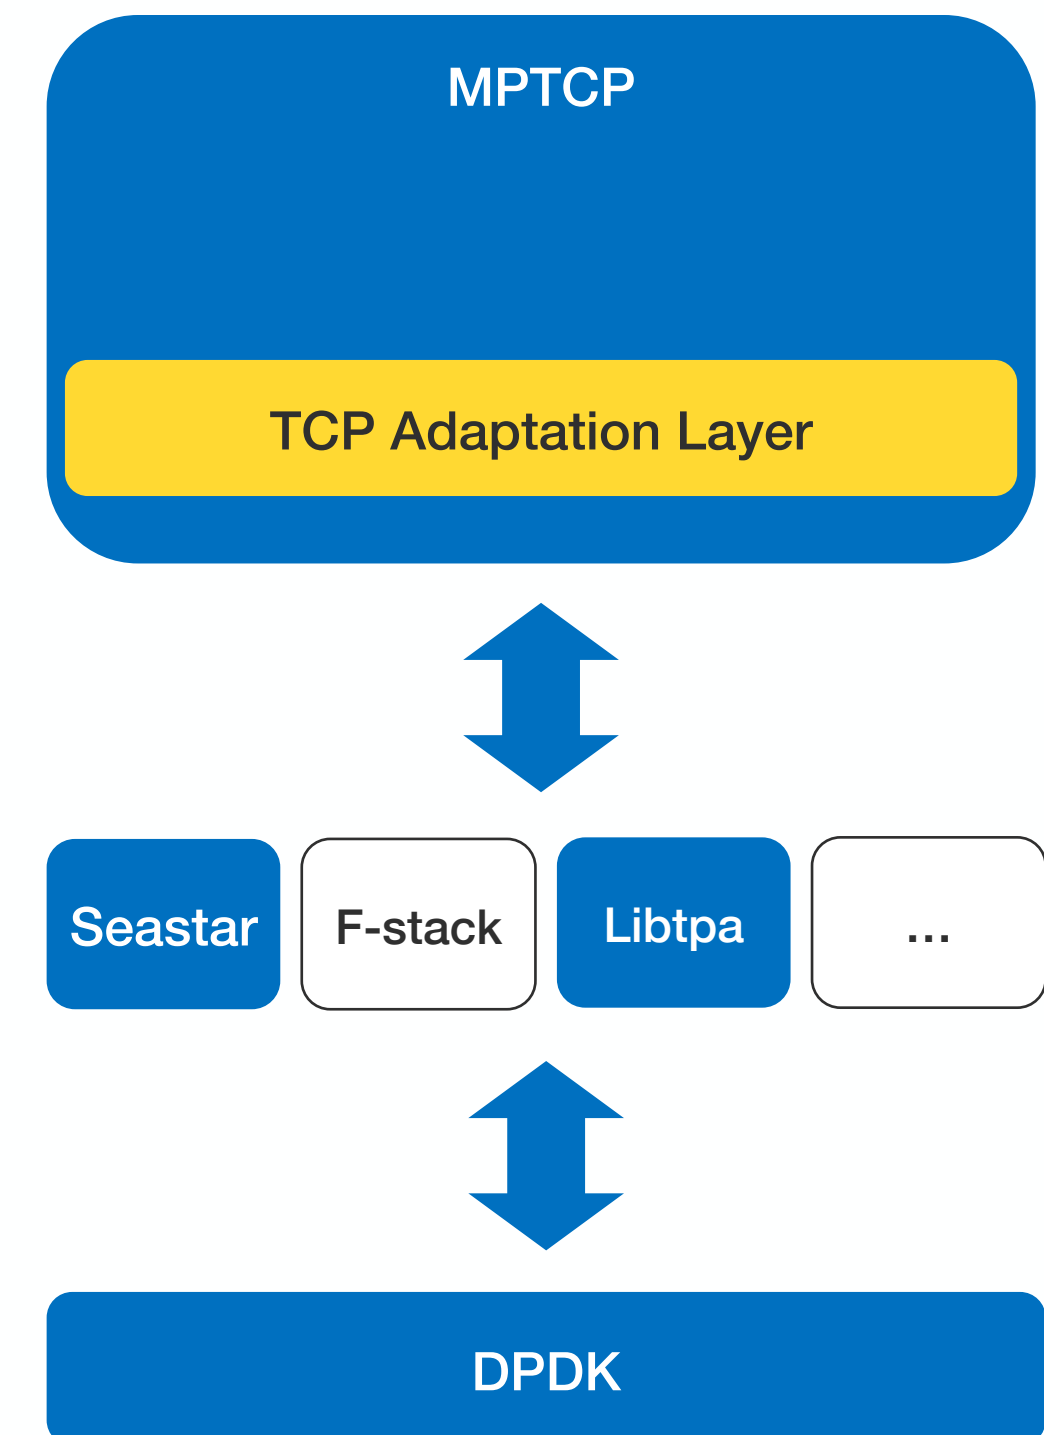 MPTCP
TCP Adaptation Layer
Seastar
F-stack
Libtpa
...
DPDK